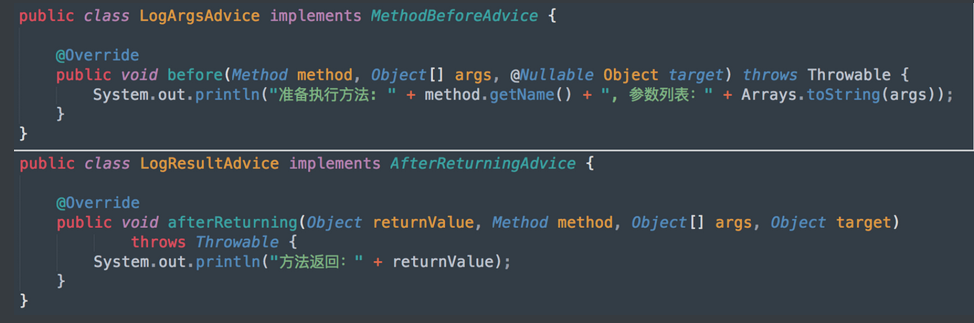 public class LogArgsAdvice implements MethodBeforeAdvice {
@Override
public void before(Method method, Object[] args, @Nullable Object target) throws Throwable {
System.out.println("准备执行方法: " + method.getName() + ", 参数列表：" + Arrays.toString(args));
}
}
public class LogResultAdvice implements AfterReturningAdvice {
@Override
public void afterReturning(Object returnValue, Method method, Object[] args, Object target)
throws Throwable {
System.out.println("方法返回：" + returnValue);
}
}